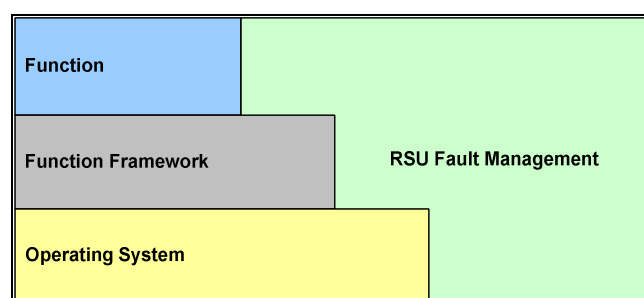 Function
Function Framework
RSU Fault Management
Operating System